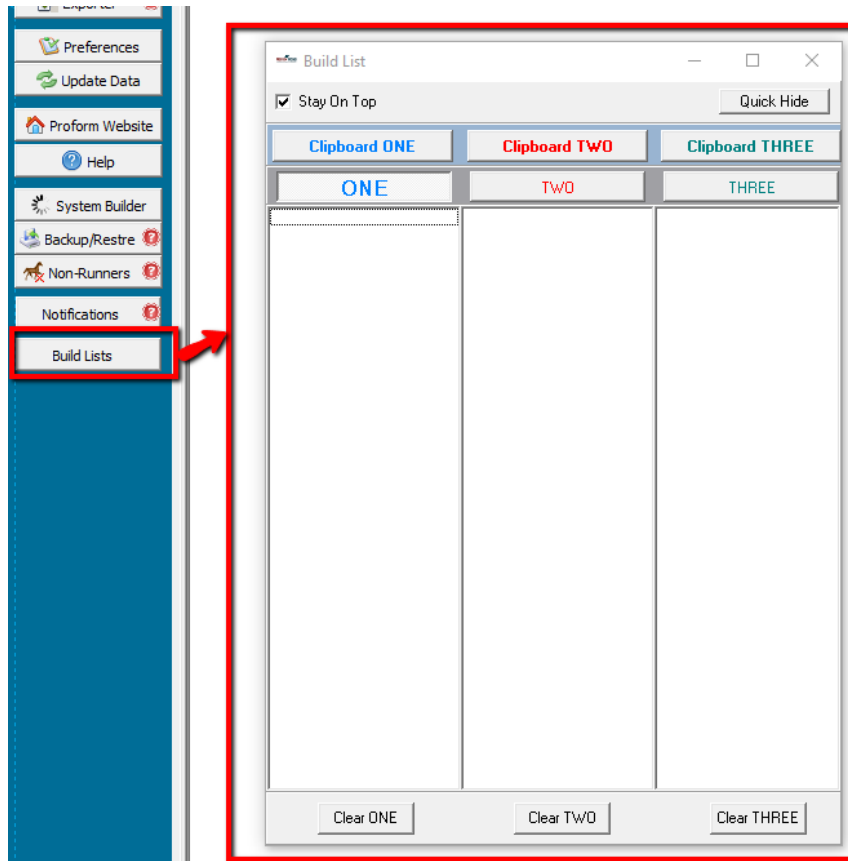 Exporter
Preferences
Update Data
Proform Website
Help
System Builder
Backup/Restre
Non-Runners
Notifications
Build Lists
Build List
Stay On Top
Quick Hide
Clipboard ONE
Clipboard TWO
Clipboard THREE
ONE
TWO
THREE
Clear ONE
Clear TWO
Clear THREE